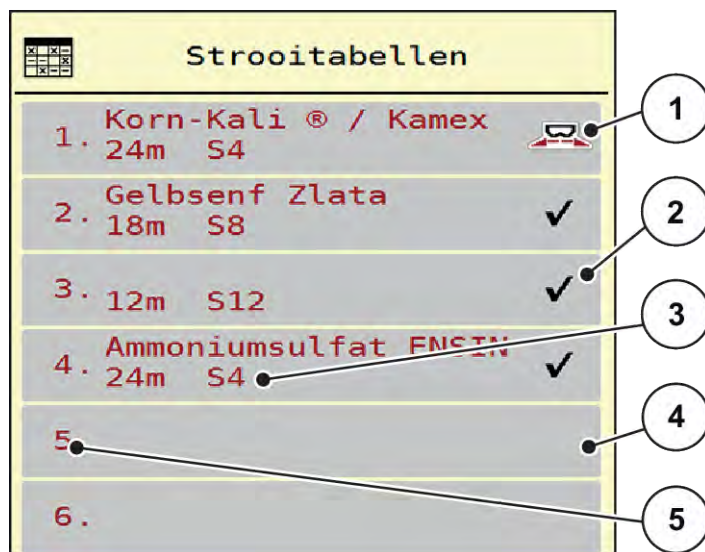 Strooitabellen
1. Korn-Kali ® / Kamex
24m S4
2. Gelbsenf Zlata
18m S8
3.
12m S12
4. Ammoniumsulfat ENSIN
24m S4
5
6.
1
2
3
4
5